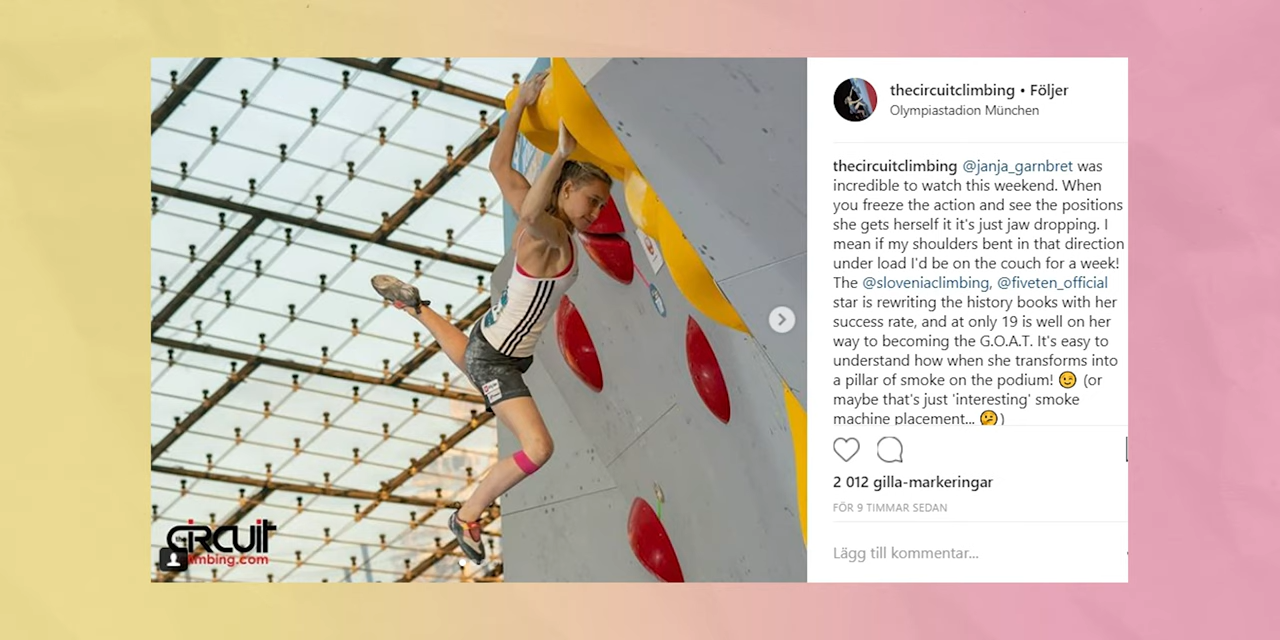 thecircuitclimbing • Följer
Olympiastadion München
thecircuitclimbing @janja_garnbret was
incredible to watch this weekend. When
you freeze the action and see the positions
she gets herself it it's just jaw dropping. I
mean if my shoulders bent in that direction
under load I'd be on the couch for a week!
The @sloveniaclimbing, @fiveten_official
star is rewriting the history books with her
success rate, and at only 19 is well on her
way to becoming the G.O.A.T. It's easy to
understand how when she transforms into
a pillar of smoke on the podium! 😉 (or
maybe that's just 'interesting' smoke
machine placement... 😕)
2 012 gilla-markeringar
FÖR 9 TIMMAR SEDAN
Lägg till kommentar...
the CIRCUIT
limbing.com